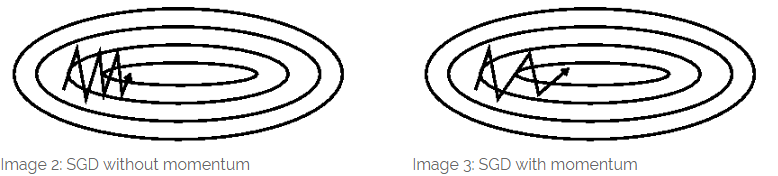 Image 2: SGD without momentum
Image 3: SGD with momentum